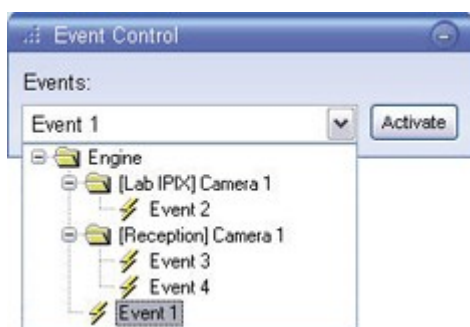 Event Control
Events:
Event 1
Activate
Engine
[Lab IPIX] Camera 1
Event 2
[Reception] Camera 1
Event 3
Event 4
Event 1